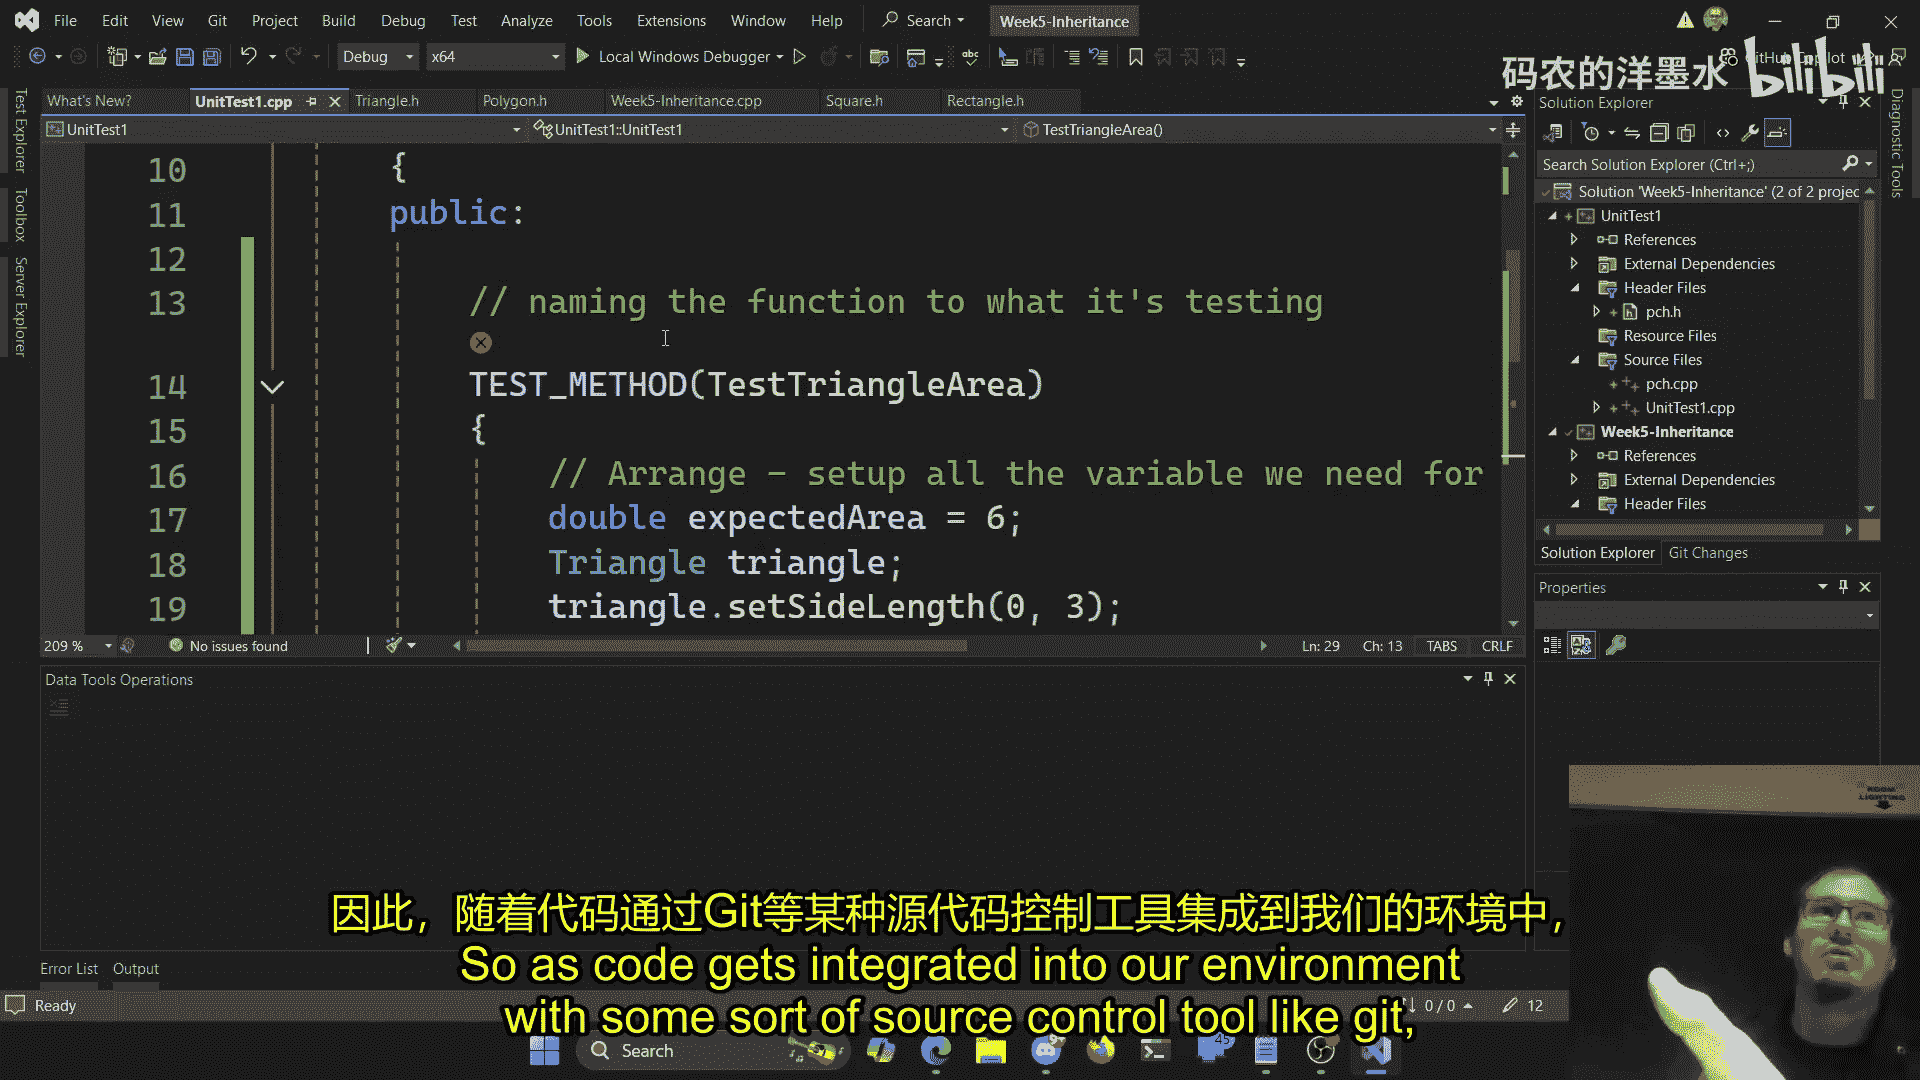 File Edit View Git Project Build Debug Test Analyze Tools Extensions Window Help Search Week5-Inheritance
Debug x64 Local Windows Debugger
码农的洋墨水 bilibili
What's New? UnitTest1.cpp Triangle.h Polygon.h Week5-Inheritance.cpp Square.h Rectangle.h
UnitTest1 UnitTest1::UnitTest1 TestTriangleArea()
Test Explorer
Toolbox
Server Explorer
10 {
11 public:
12
13 // naming the function to what it's testing
14 TEST_METHOD(TestTriangleArea)
15 {
16 // Arrange - setup all the variable we need for
17 double expectedArea = 6;
18 Triangle triangle;
19 triangle.setSideLength(0, 3);
209 % No issues found Ln: 29 Ch: 13 TABS CRLF
Data Tools Operations
Error List Output
Solution Explorer
Search Solution Explorer (Ctrl+;)
Solution 'Week5-Inheritance' (2 of 2 projec
UnitTest1
References
External Dependencies
Header Files
pch.h
Resource Files
Source Files
pch.cpp
UnitTest1.cpp
Week5-Inheritance
References
External Dependencies
Header Files
Solution Explorer Git Changes
Properties
Diagnostic Tools
ROOM
LIGHTING
因此，随着代码通过Git等某种源代码控制工具集成到我们的环境中，
So as code gets integrated into our environment
with some sort of source control tool like git,
Ready 0 / 0 12
Search